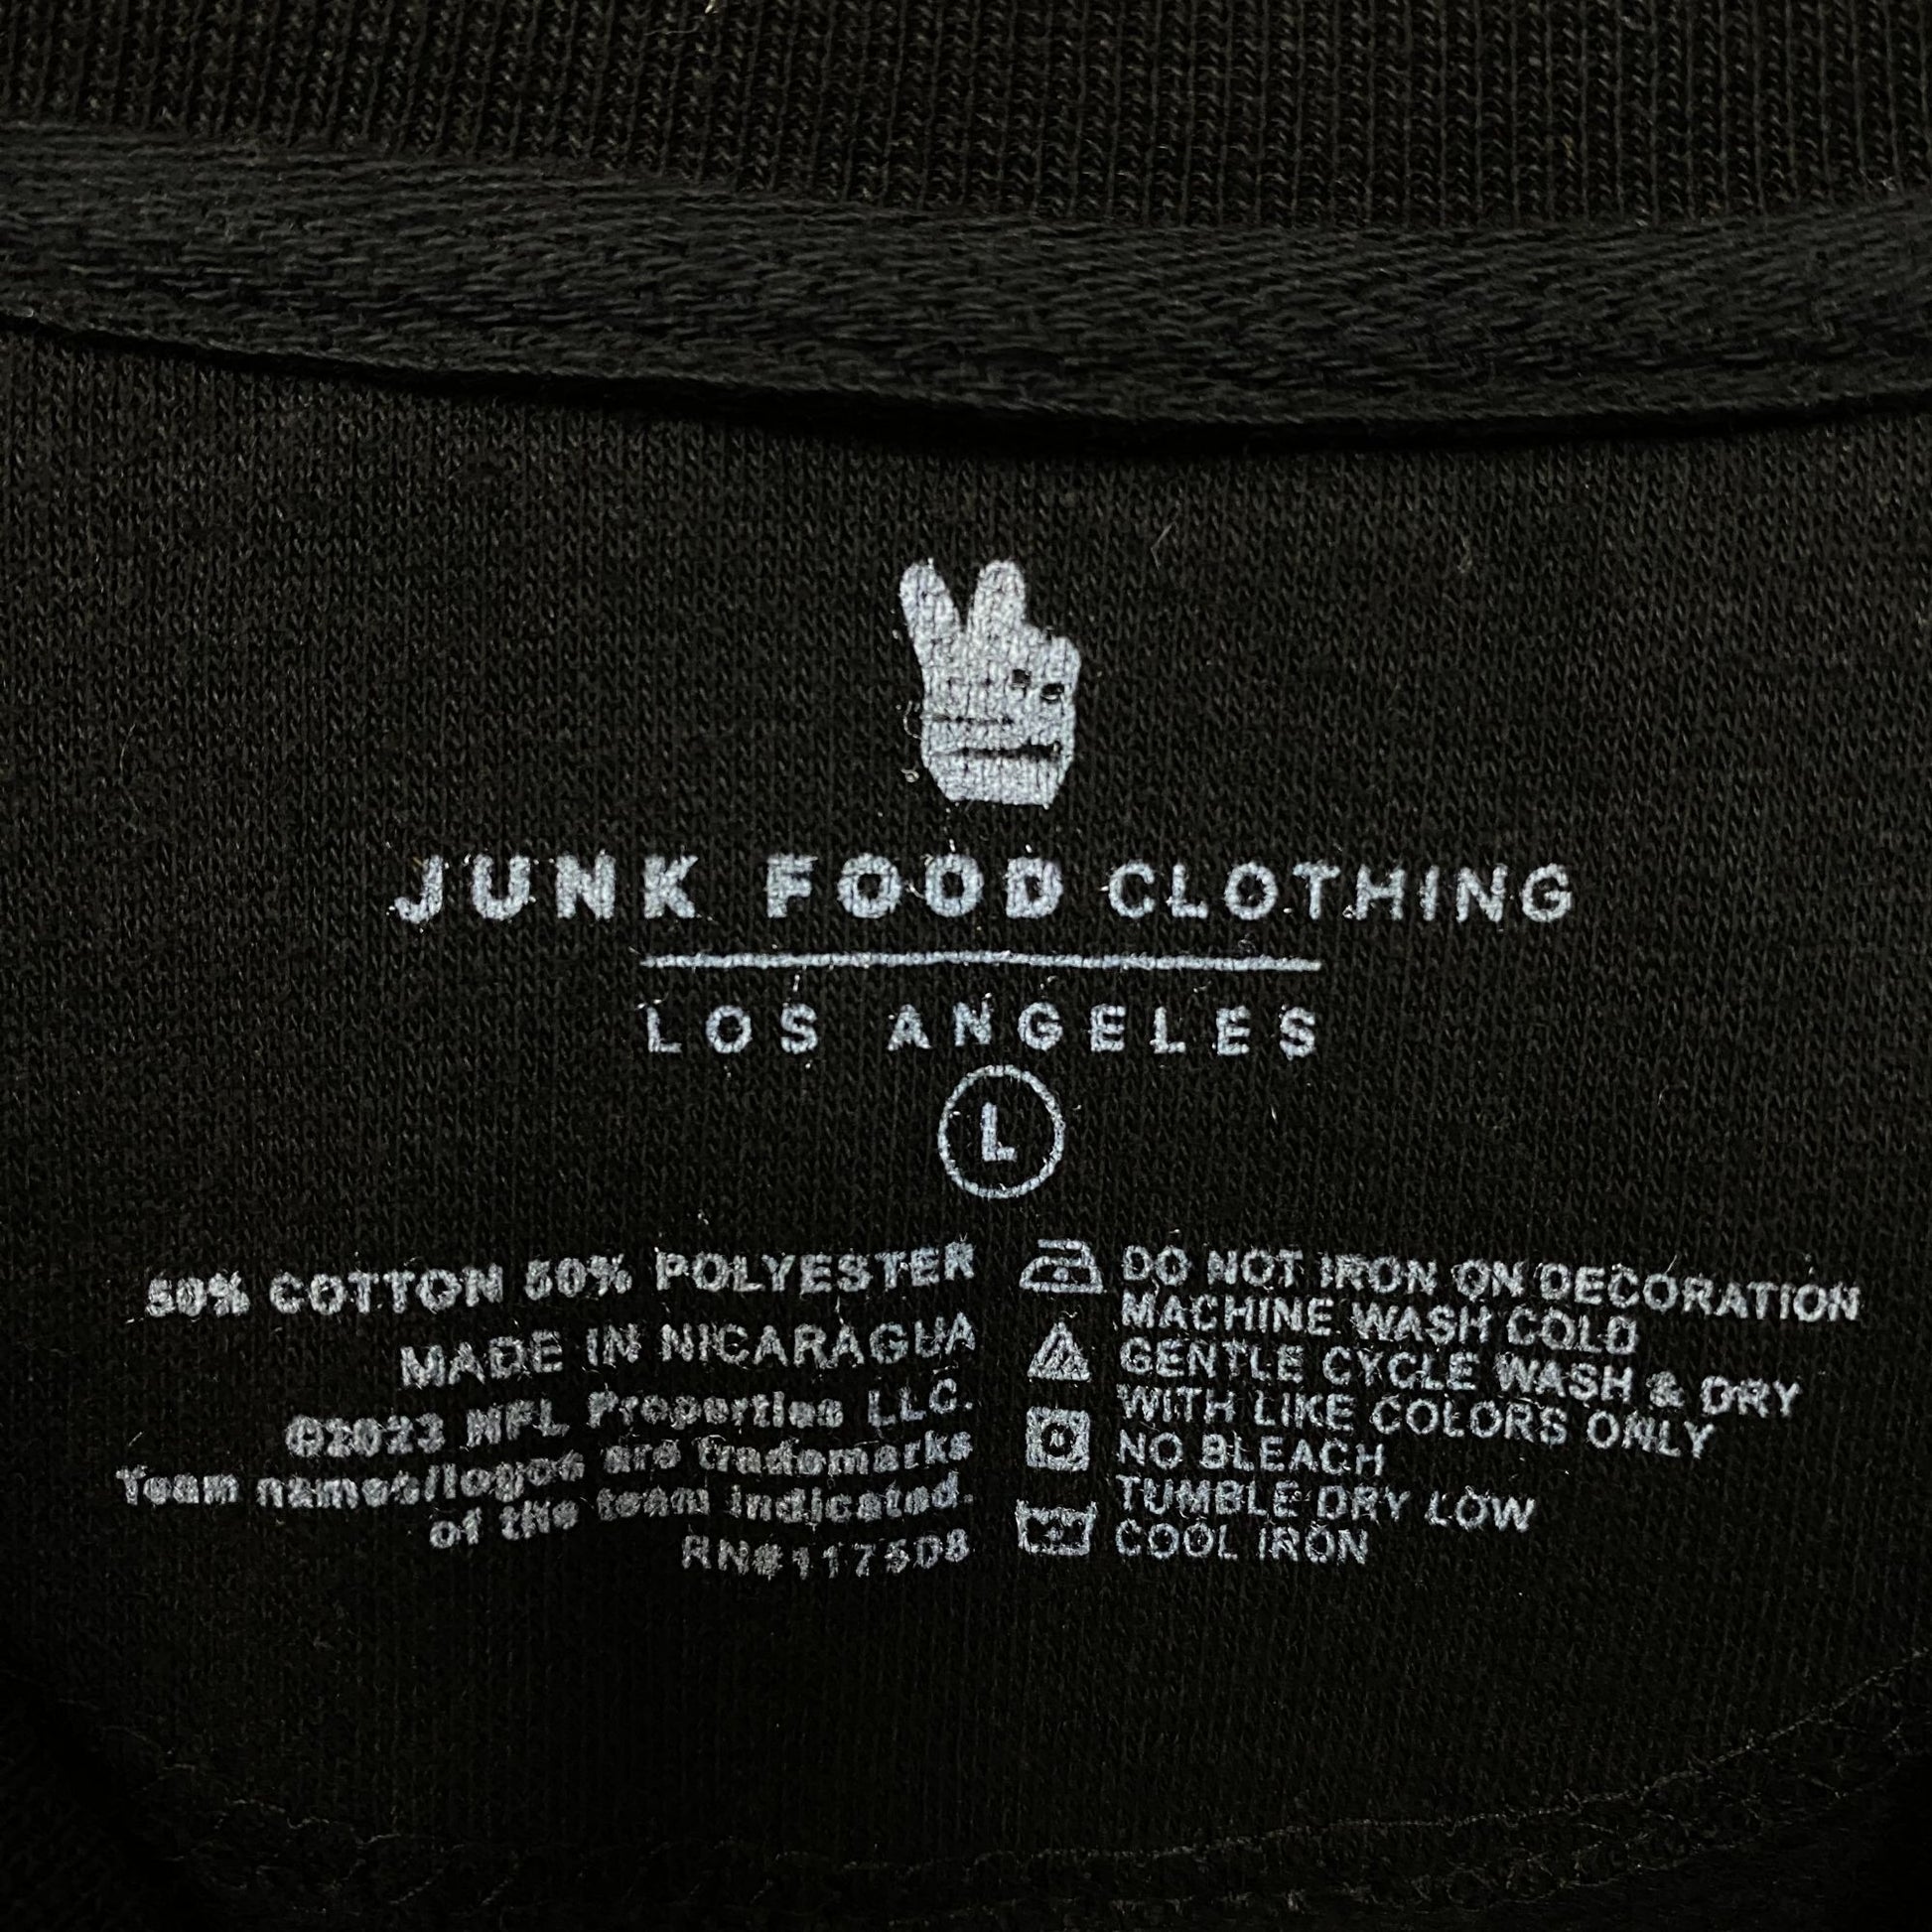 JUNK FOOD CLOTHING
LOS ANGELES
L
50% COTTON 50% POLYESTER
MADE IN NICARAGUA
©2023 NFL Properties LLC.
Team names/logos are trademarks
of the team indicated.
RN#117508
DO NOT IRON ON DECORATION
MACHINE WASH COLD
GENTLE CYCLE WASH & DRY
WITH LIKE COLORS ONLY
NO BLEACH
TUMBLE DRY LOW
COOL IRON